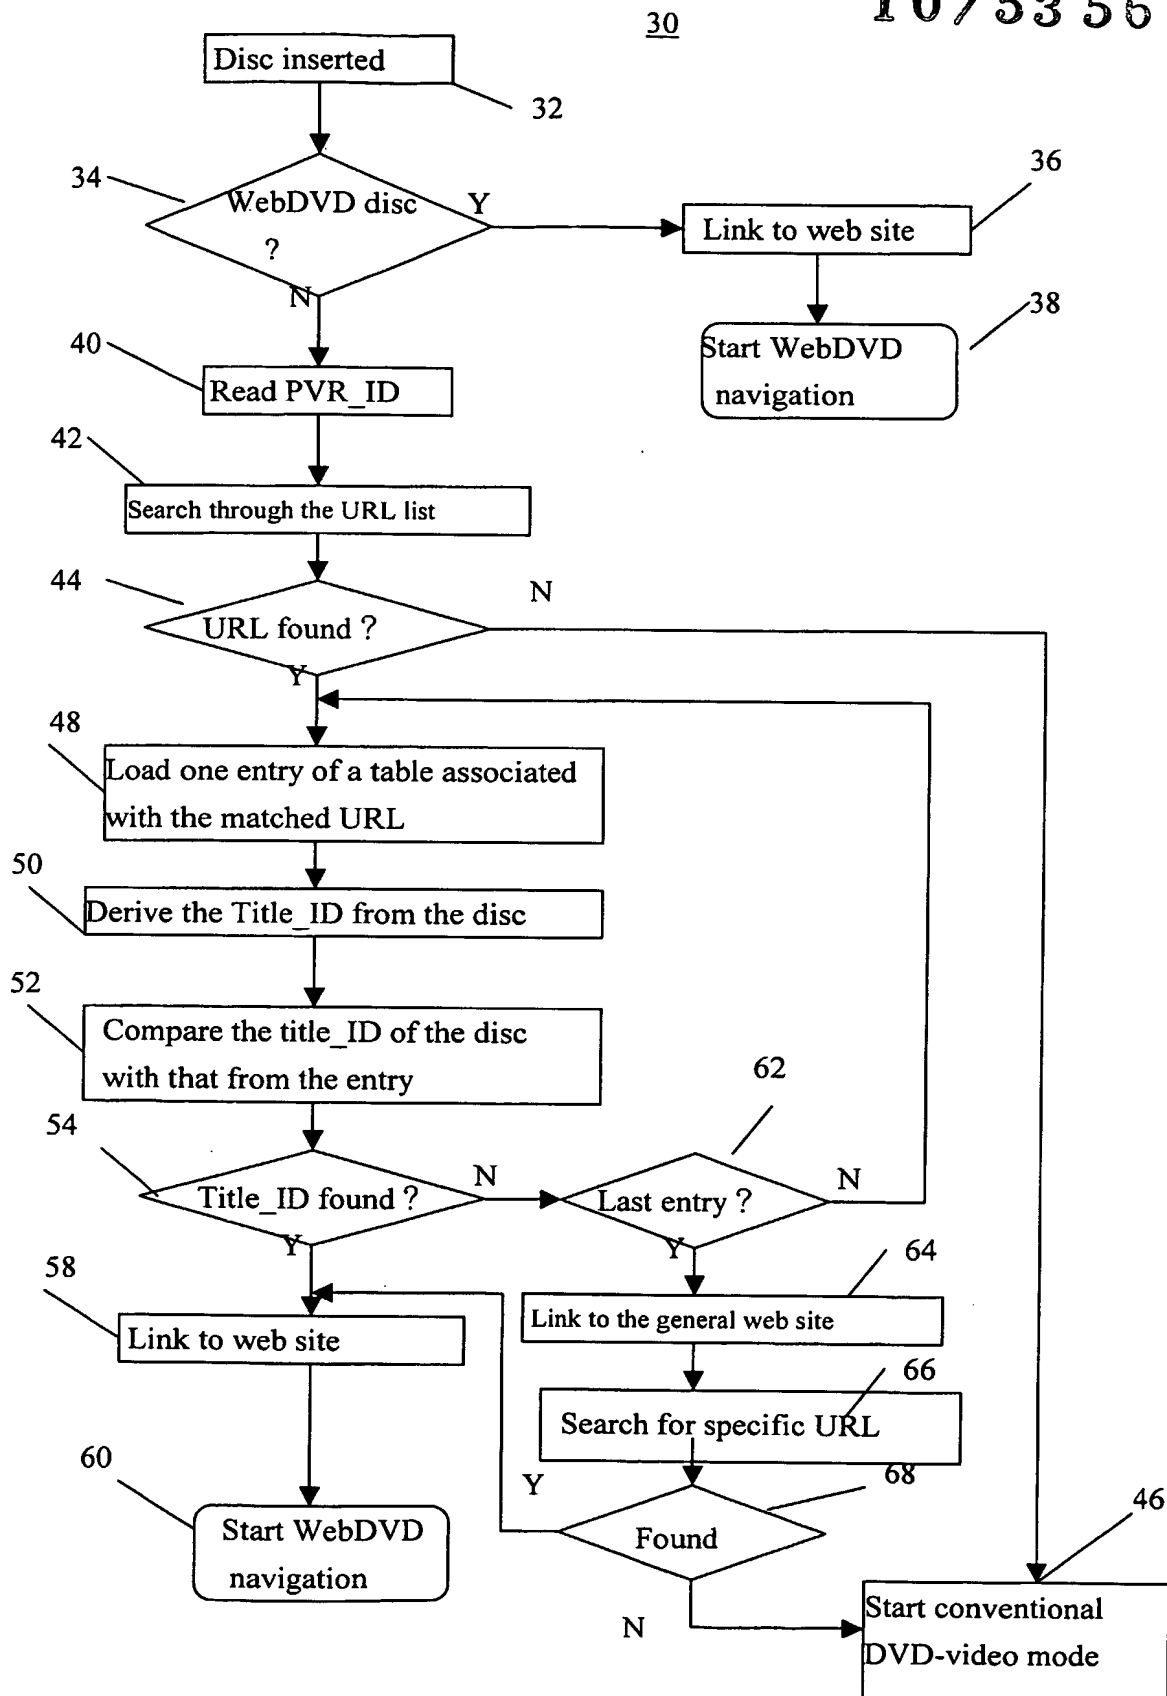 30
10/53356
Disc inserted
32
34
WebDVD disc
?
Y
N
36
Link to web site
38
Start WebDVD
navigation
40
Read PVR_ID
42
Search through the URL list
44
URL found ?
N
Y
48
Load one entry of a table associated
with the matched URL
50
Derive the Title_ID from the disc
52
Compare the title_ID of the disc
with that from the entry
54
Title_ID found ?
N
Y
62
Last entry ?
N
Y
58
Link to web site
64
Link to the general web site
66
Search for specific URL
60
Start WebDVD
navigation
68
Found
Y
N
46
Start conventional
DVD-video mode